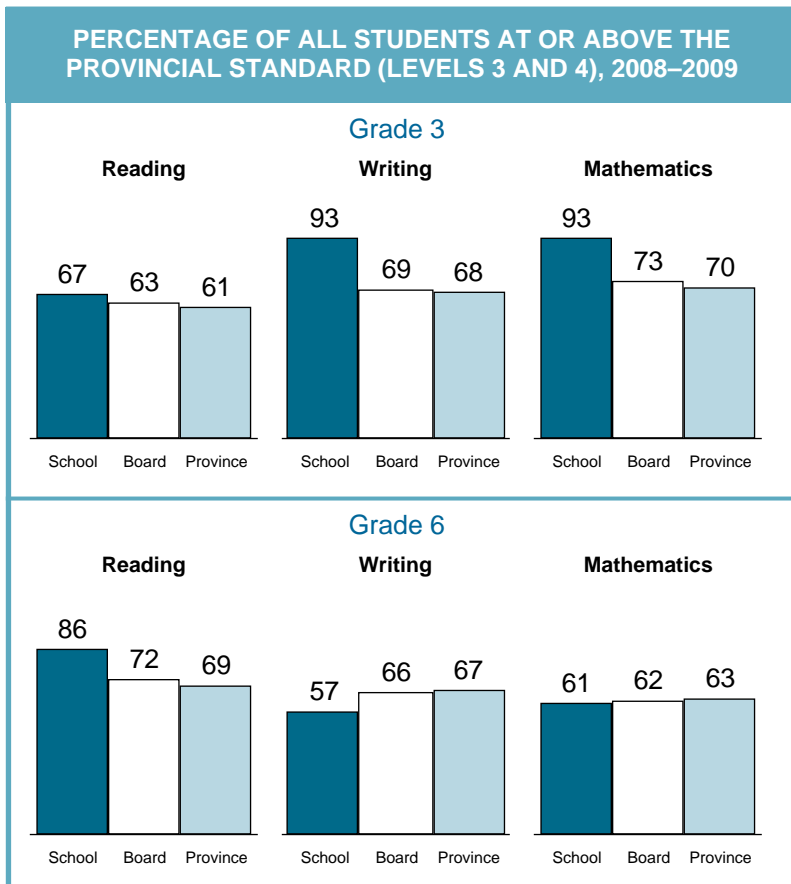 PERCENTAGE OF ALL STUDENTS AT OR ABOVE THE
PROVINCIAL STANDARD (LEVELS 3 AND 4), 2008–2009
Grade 3
Reading Writing Mathematics
67 63 61 93 69 68 93 73 70
School Board Province School Board Province School Board Province
Grade 6
Reading Writing Mathematics
86 72 69 57 66 67 61 62 63
School Board Province School Board Province School Board Province